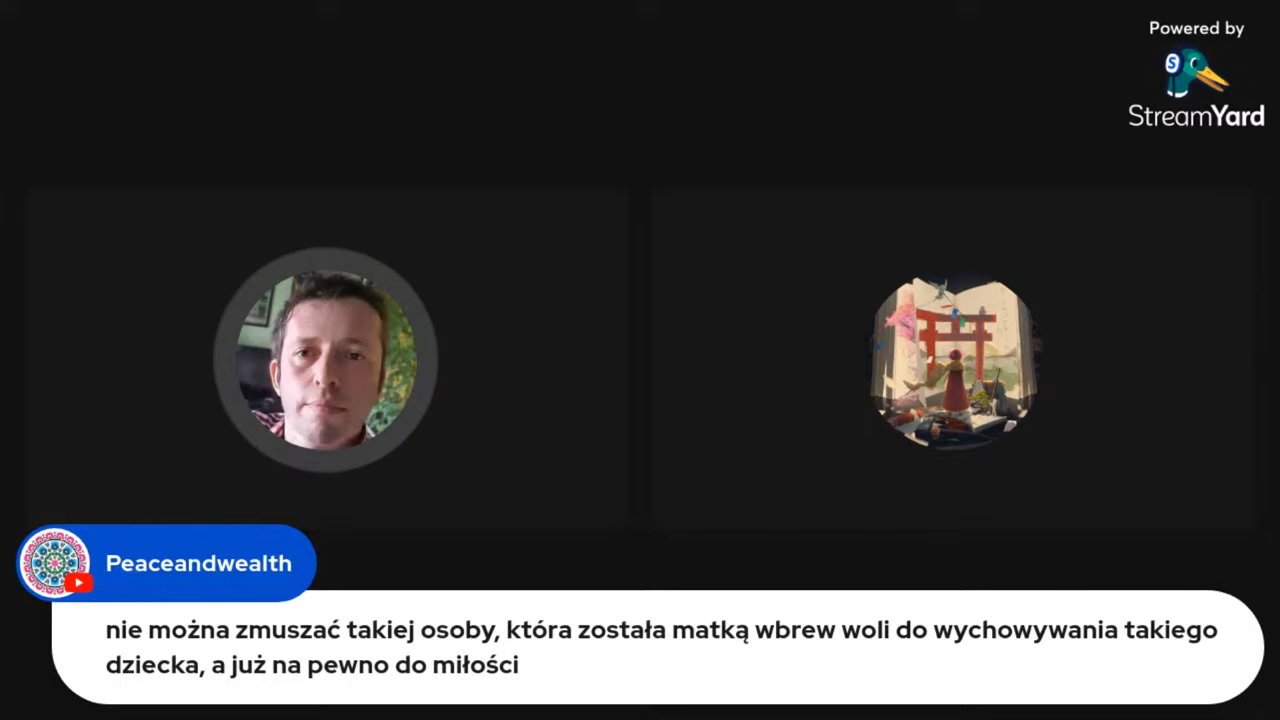 Powered by
StreamYard
Peaceandwealth
nie można zmuszać takiej osoby, która została matką wbrew woli do wychowywania takiego
dziecka, a już na pewno do miłości